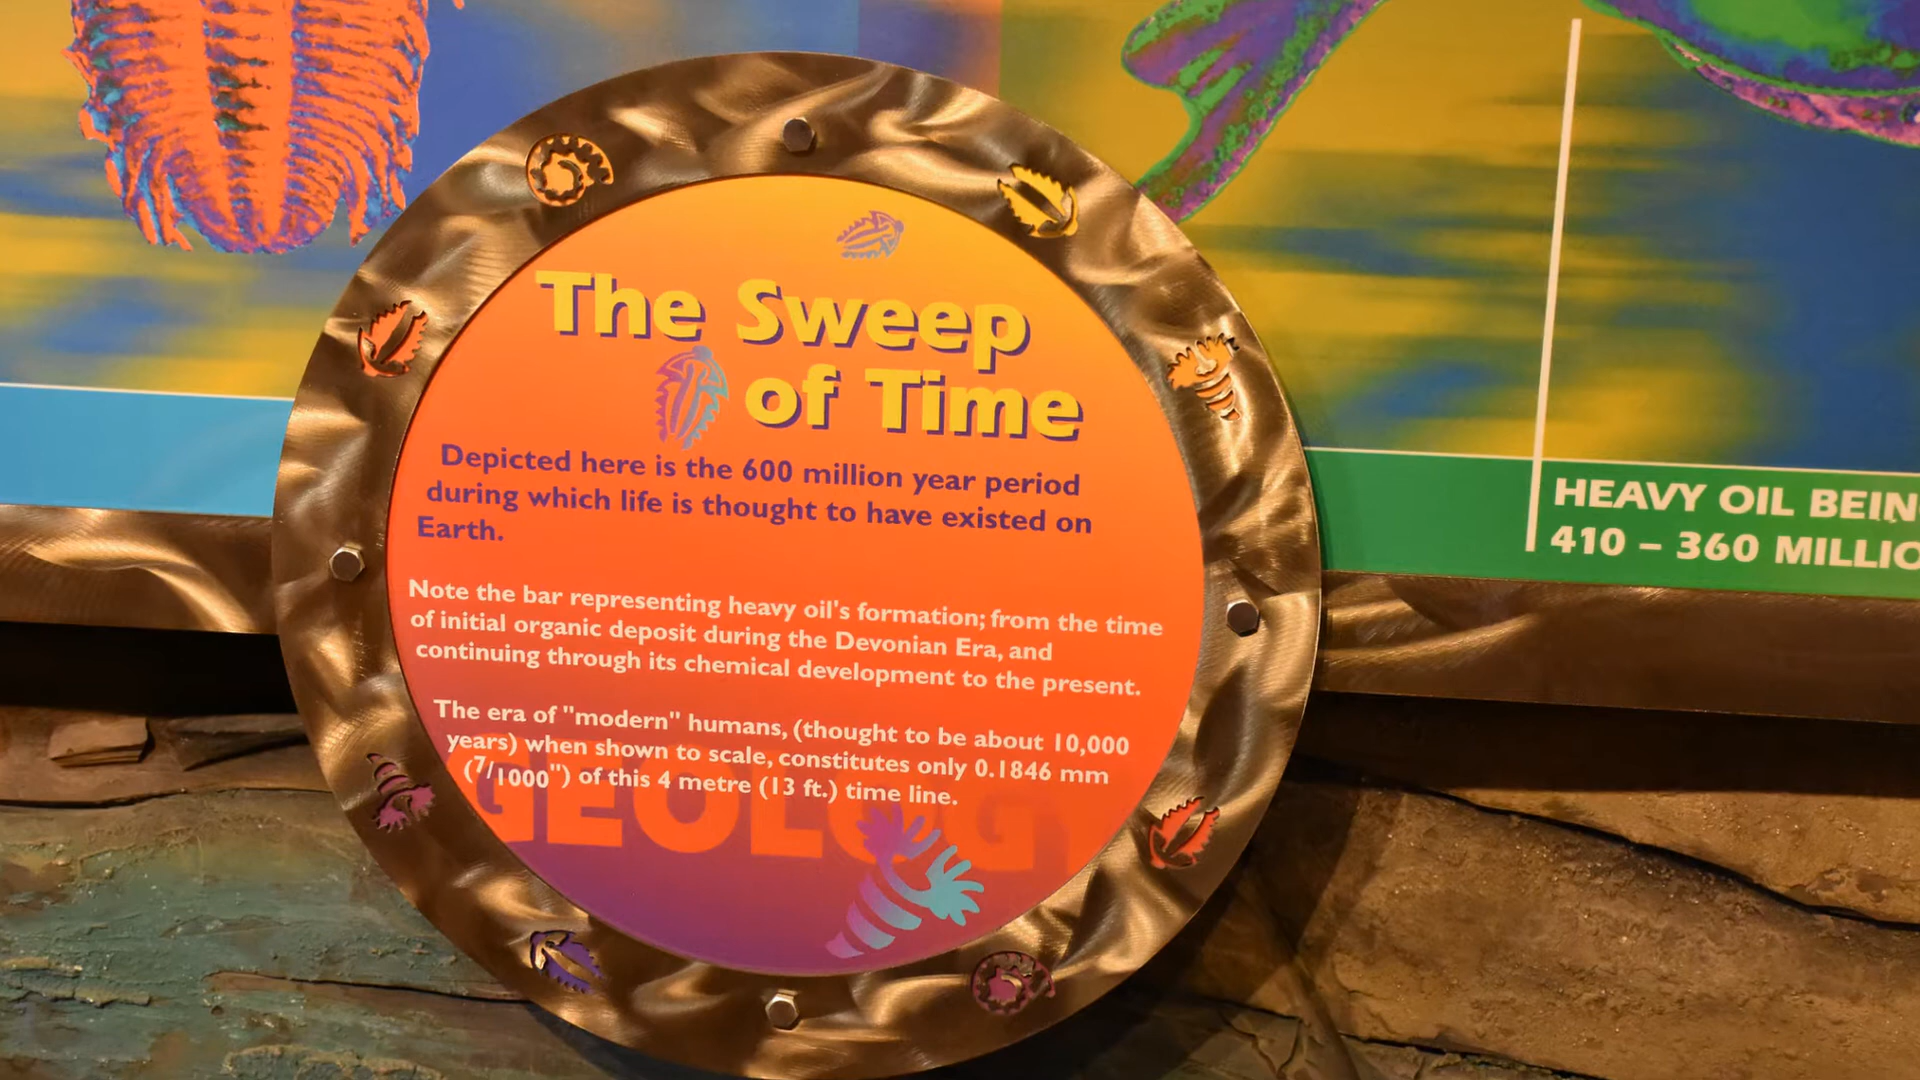 The Sweep
of Time
Depicted here is the 600 million year period
during which life is thought to have existed on
Earth.
Note the bar representing heavy oil's formation; from the time
of initial organic deposit during the Devonian Era, and
continuing through its chemical development to the present.
The era of "modern" humans, (thought to be about 10,000
years) when shown to scale, constitutes only 0.1846 mm
(7/1000") of this 4 metre (13 ft.) time line.
GEOLOGY
HEAVY OIL
410 – 360